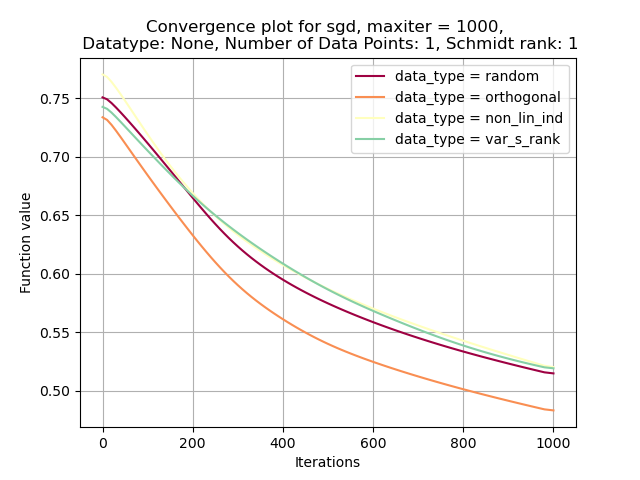 Convergence plot for sgd, maxiter = 1000,
Datatype: None, Number of Data Points: 1, Schmidt rank: 1
data_type = random
data_type = orthogonal
data_type = non_lin_ind
data_type = var_s_rank
Function value
0.75
0.70
0.65
0.60
0.55
0.50
0 200 400 600 800 1000
Iterations